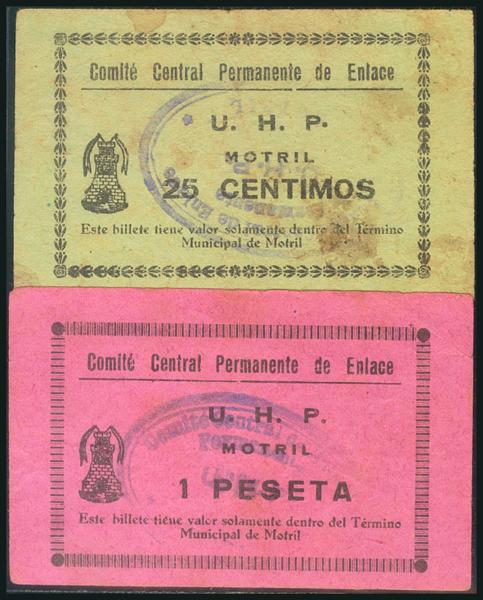 Comité Central Permanente de Enlace
U. H. P.
MOTRIL
25 CENTIMOS
Este billete tiene valor solamente dentro del Término
Municipal de Motril
Comité Central Permanente de Enlace
U. H. P.
MOTRIL
1 PESETA
Este billete tiene valor solamente dentro del Término
Municipal de Motril
Comité Central